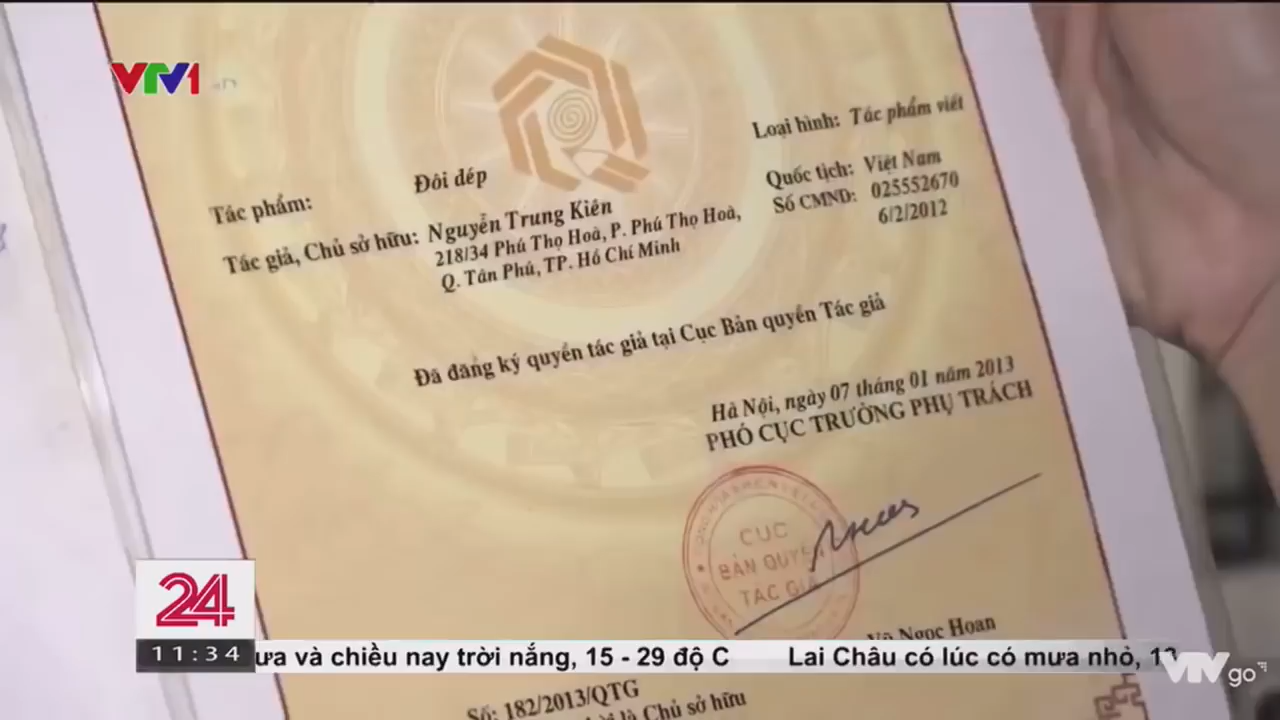 VTV1
Loại hình: Tác phẩm viết
Tác phẩm: Đôi dép
Quốc tịch: Việt Nam
Tác giả, Chủ sở hữu: Nguyễn Trung Kiên
Số CMND: 025552670
218/34 Phú Thọ Hoà, P. Phú Thọ Hoà,
6/2/2012
Q. Tân Phú, TP. Hồ Chí Minh
Đã đăng ký quyền tác giả tại Cục Bản quyền Tác giả
Hà Nội, ngày 07 tháng 01 năm 2013
PHÓ CỤC TRƯỞNG PHỤ TRÁCH
CỤC
BẢN QUYỀN
TÁC GIẢ
Vũ Ngọc Hoan
24
11:34
ưa và chiều nay trời nắng, 15 - 29 độ C Lai Châu có lúc có mưa nhỏ,
VTVgo
Số: 182/2013/QTG
là Chủ sở hữu